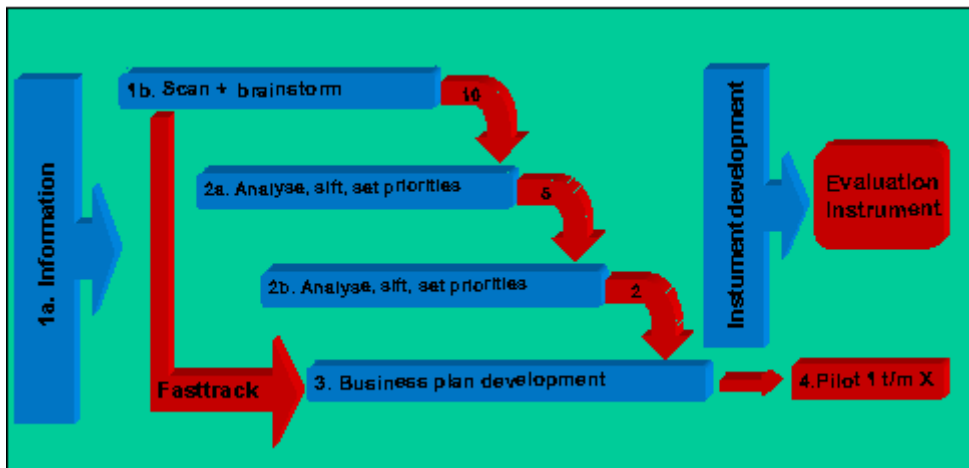 1a. Information
1b. Scan + brainstorm
10
2a. Analyse, sift, set priorities
5
2b. Analyse, sift, set priorities
2
Fasttrack
3. Business plan development
Instument development
Evaluation
Instrument
4.Pilot 1 t/m X